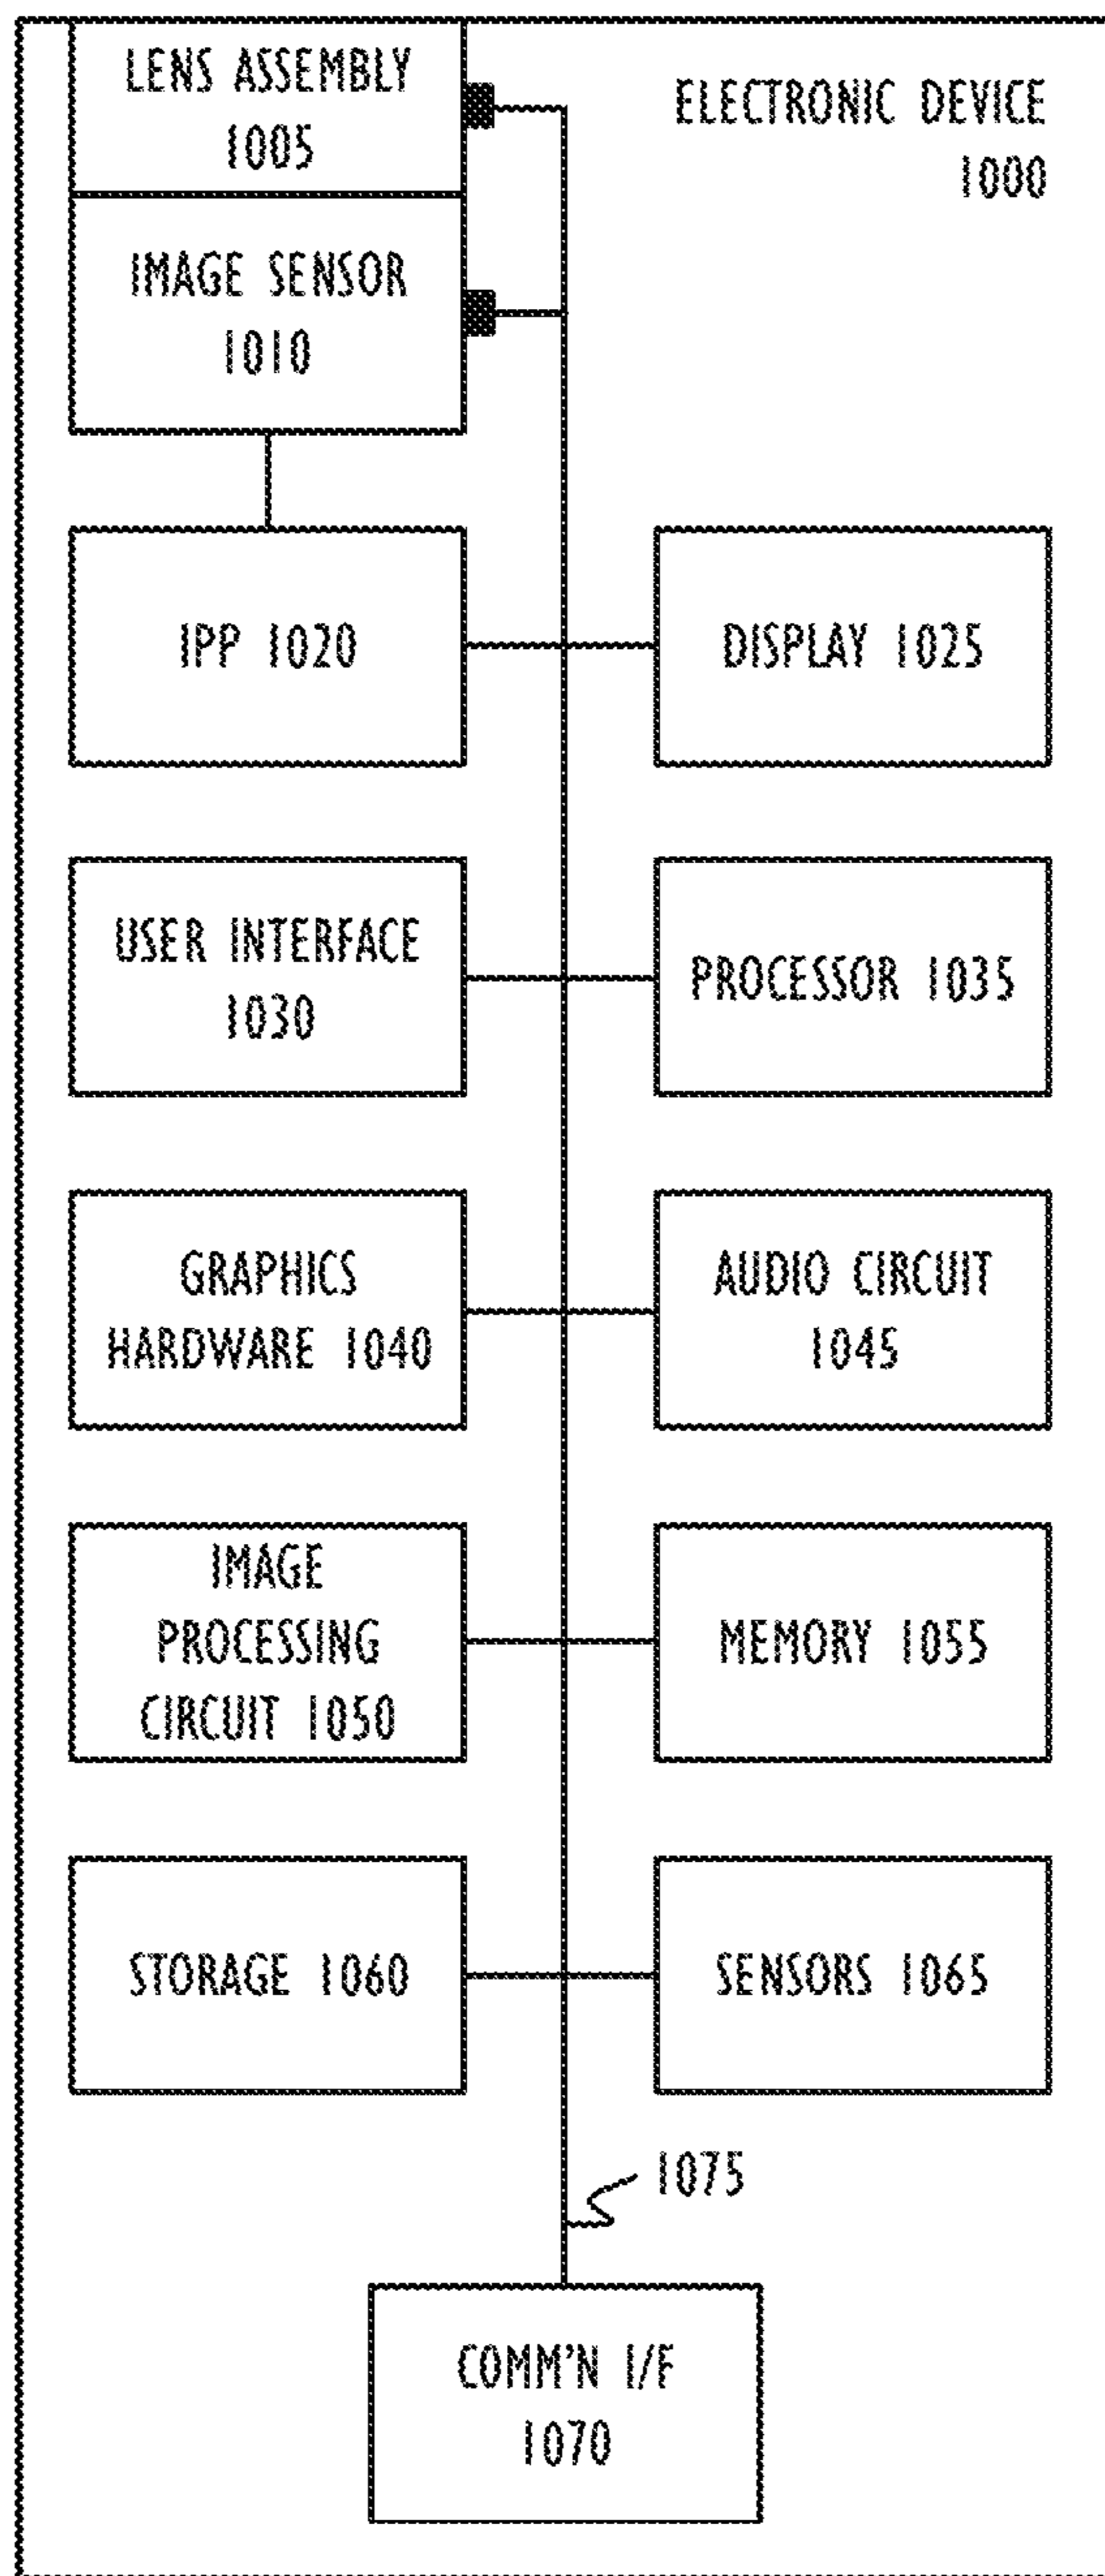 LENS ASSEMBLY
1005
ELECTRONIC DEVICE
1000
IMAGE SENSOR
1010
IPP 1020
DISPLAY 1025
USER INTERFACE
1030
PROCESSOR 1035
GRAPHICS
HARDWARE 1040
AUDIO CIRCUIT
1045
IMAGE
PROCESSING
CIRCUIT 1050
MEMORY 1055
STORAGE 1060
SENSORS 1065
1075
COMM'N I/F
1070